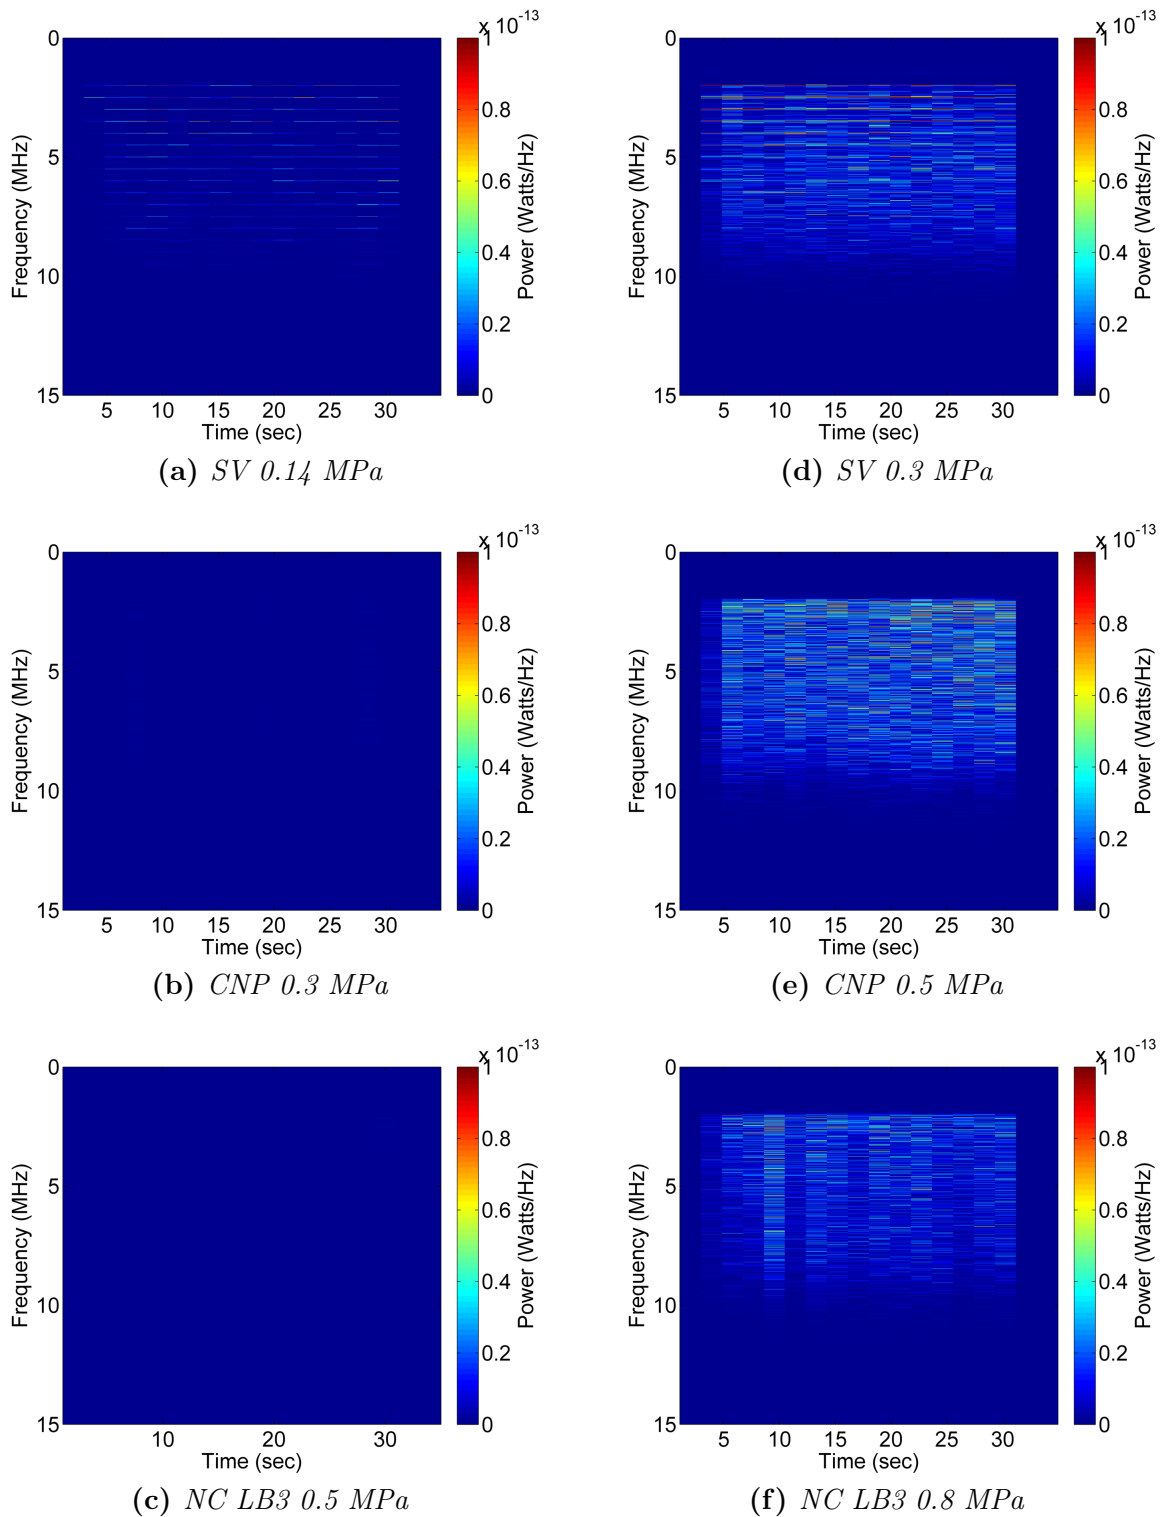 x 10^-13
0
5
10
15
Frequency (MHz)
5 10 15 20 25 30
Time (sec)
1
0.8
0.6
0.4
0.2
0
Power (Watts/Hz)
(a) SV 0.14 MPa
x 10^-13
0
5
10
15
Frequency (MHz)
5 10 15 20 25 30
Time (sec)
1
0.8
0.6
0.4
0.2
0
Power (Watts/Hz)
(d) SV 0.3 MPa
x 10^-13
0
5
10
15
Frequency (MHz)
5 10 15 20 25 30
Time (sec)
1
0.8
0.6
0.4
0.2
0
Power (Watts/Hz)
(b) CNP 0.3 MPa
x 10^-13
0
5
10
15
Frequency (MHz)
5 10 15 20 25 30
Time (sec)
1
0.8
0.6
0.4
0.2
0
Power (Watts/Hz)
(e) CNP 0.5 MPa
x 10^-13
0
5
10
15
Frequency (MHz)
10 20 30
Time (sec)
1
0.8
0.6
0.4
0.2
0
Power (Watts/Hz)
(c) NC LB3 0.5 MPa
x 10^-13
0
5
10
15
Frequency (MHz)
5 10 15 20 25 30
Time (sec)
1
0.8
0.6
0.4
0.2
0
Power (Watts/Hz)
(f) NC LB3 0.8 MPa